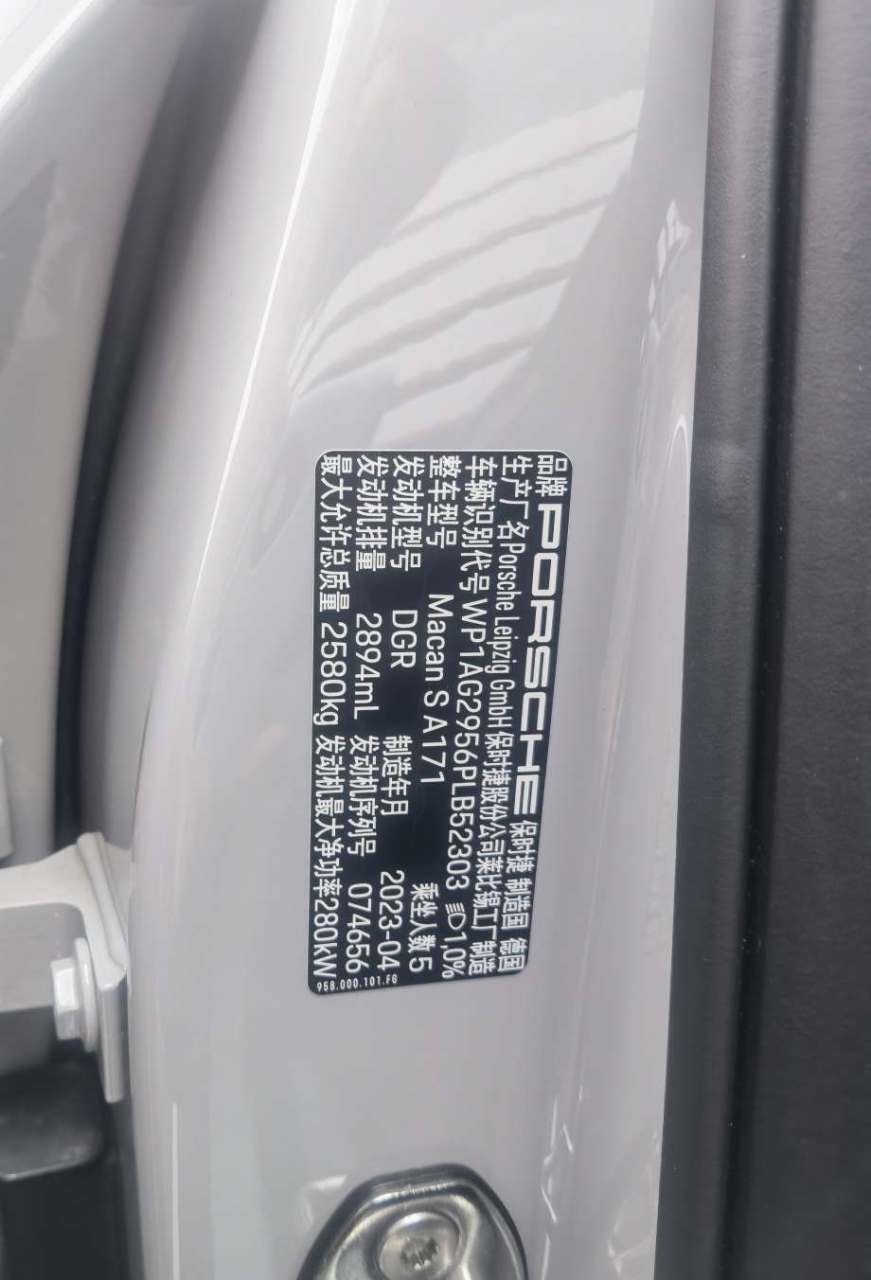 品牌 PORSCHE 保时捷 制造国 德国
生产厂名Porsche Leipzig GmbH 保时捷股份公司莱比锡工厂制造
车辆识别代号 WP1AG2956PLB52303 1,0%
整车型号 Macan S A171 乘坐人数 5
发动机型号 DGR 制造年月 2023-04
发动机排量 2894mL 发动机序列号 074656
最大允许总质量 2580kg 发动机最大净功率280kW
958.000.101.FG